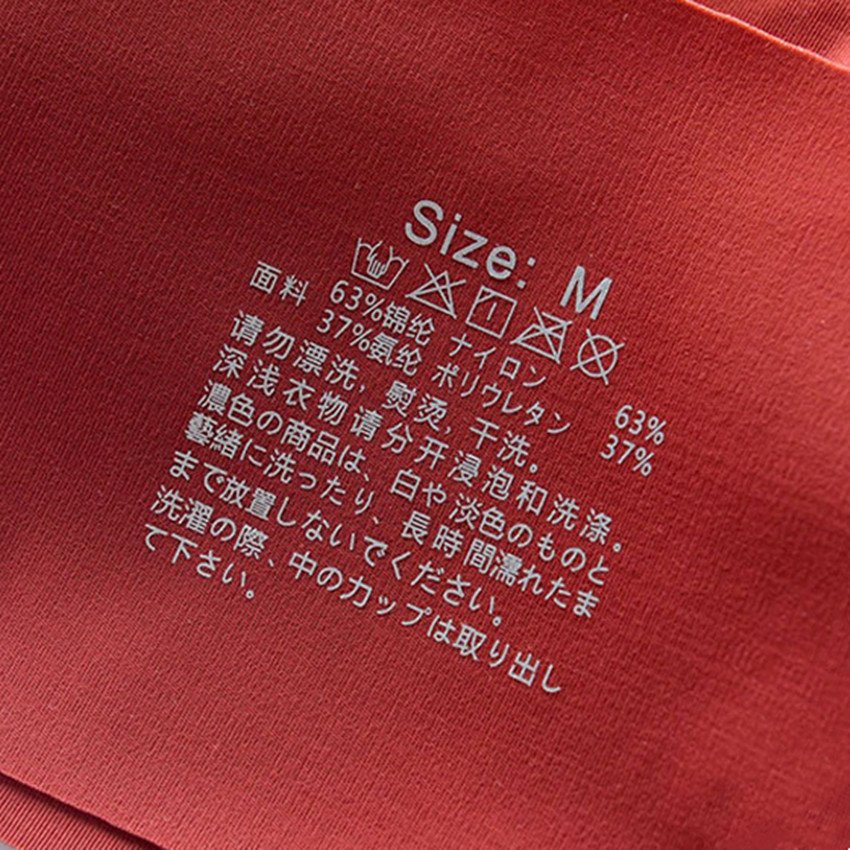 Size: M
面料 63%锦纶 ナイロン 63%
37%氨纶 ポリウレタン 37%
请勿漂洗，熨烫，干洗。
深浅衣物请分开浸泡和洗涤。
濃色の商品は、白や淡色のものと
藝緒に洗ったり、長時間濡れたま
まで放置しないでください。
洗濯の際、中のカップは取り出し
て下さい。